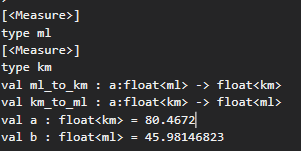 [<Measure>]
type ml
[<Measure>]
type km
val ml_to_km : a:float<ml> -> float<km>
val km_to_ml : a:float<km> -> float<ml>
val a : float<km> = 80.4672
val b : float<ml> = 45.98146823